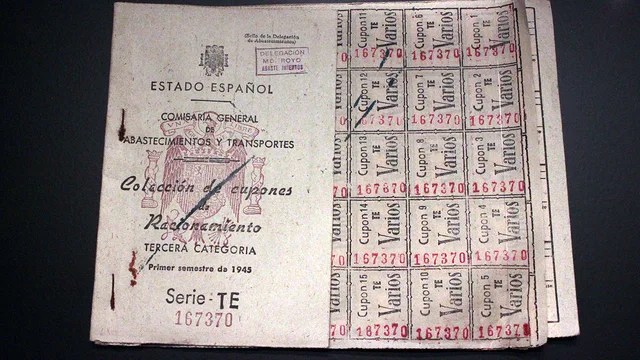 (Sello de la Delegación
de Abastecimientos)
DELEGACIÓN
MD. ROYO
ESTADO ESPAÑOL
COMISARÍA GENERAL
DE
ABASTECIMIENTOS Y TRANSPORTES
Colección de cupones
de
Racionamiento
TERCERA CATEGORIA
Primer semestre de 1945
Serie - TE
167370
Cupon 11 TE Varios 167370
Cupon 6 TE Varios 167370
Cupon 1 TE Varios 167370
Cupon 12 TE Varios 167370
Cupon 7 TE Varios 167370
Cupon 2 TE Varios 167370
Cupon 13 TE Varios 167370
Cupon 8 TE Varios 167370
Cupon 3 TE Varios 167370
Cupon 14 TE Varios 167370
Cupon 9 TE Varios 167370
Cupon 4 TE Varios 167370
Cupon 15 TE Varios 167370
Cupon 10 TE Varios 167370
Cupon 5 TE Varios 167370